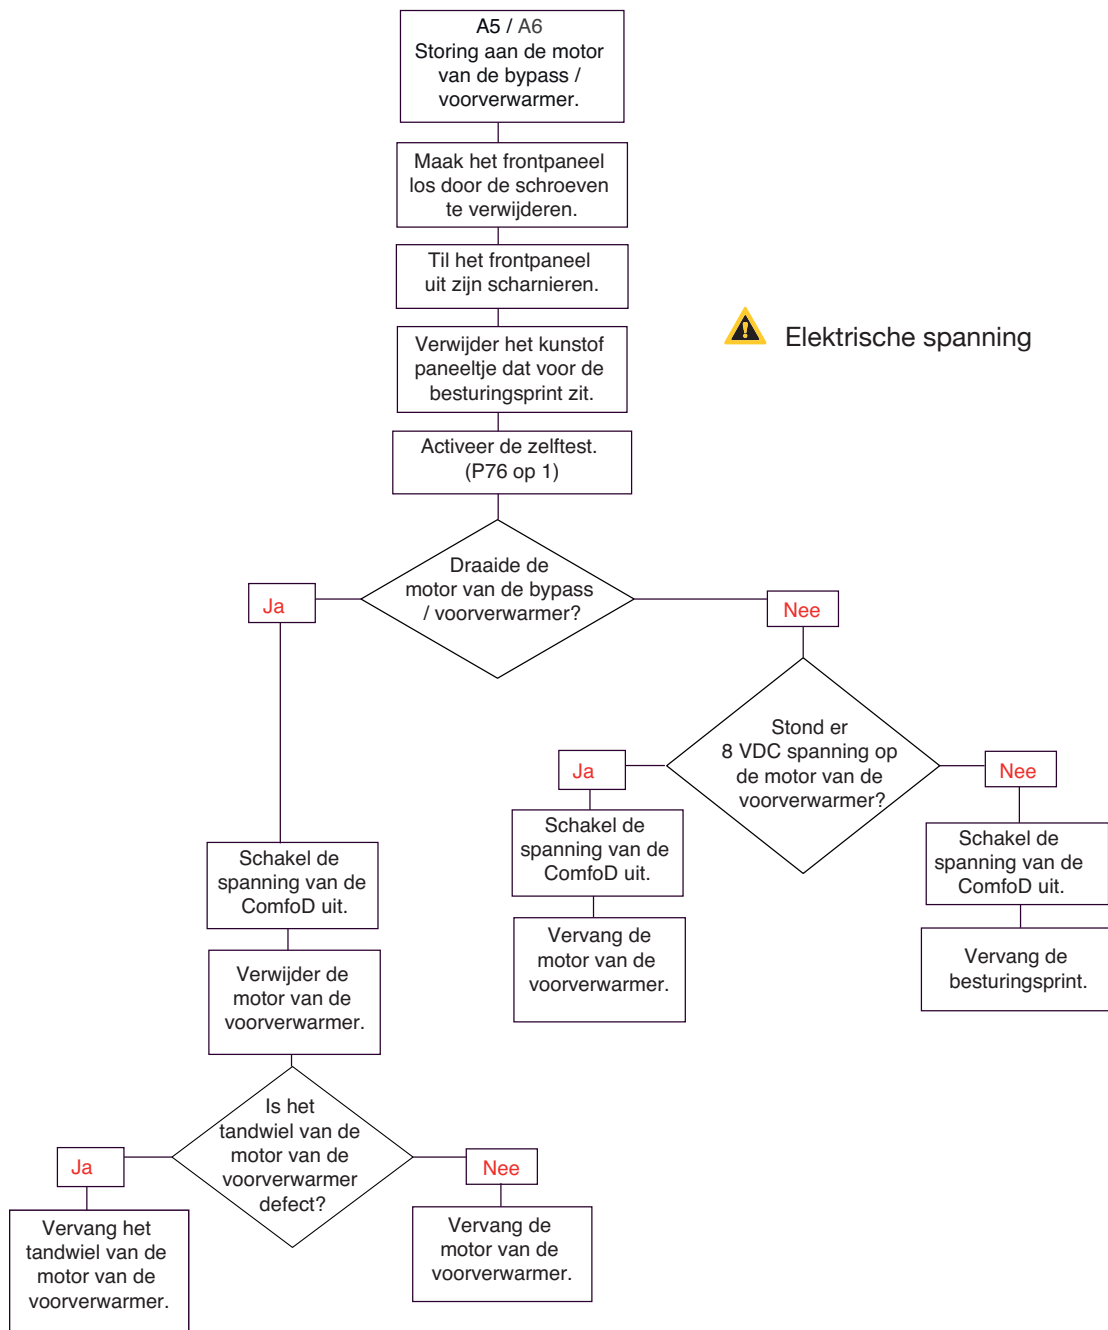 A5 / A6
Storing aan de motor
van de bypass /
voorverwarmer.
Maak het frontpaneel
los door de schroeven
te verwijderen.
Til het frontpaneel
uit zijn scharnieren.
Elektrische spanning
Verwijder het kunstof
paneeltje dat voor de
besturingsprint zit.
Activeer de zelftest.
(P76 op 1)
Draaide de
motor van de bypass
/ voorverwarmer?
Ja
Nee
Stond er
8 VDC spanning op
de motor van de
voorverwarmer?
Ja
Nee
Schakel de
spanning van de
ComfoD uit.
Schakel de
spanning van de
ComfoD uit.
Schakel de
spanning van de
ComfoD uit.
Vervang de
motor van de
voorverwarmer.
Vervang de
besturingsprint.
Verwijder de
motor van de
voorverwarmer.
Is het
tandwiel van de
motor van de
voorverwarmer
defect?
Ja
Nee
Vervang het
tandwiel van de
motor van de
voorverwarmer.
Vervang de
motor van de
voorverwarmer.